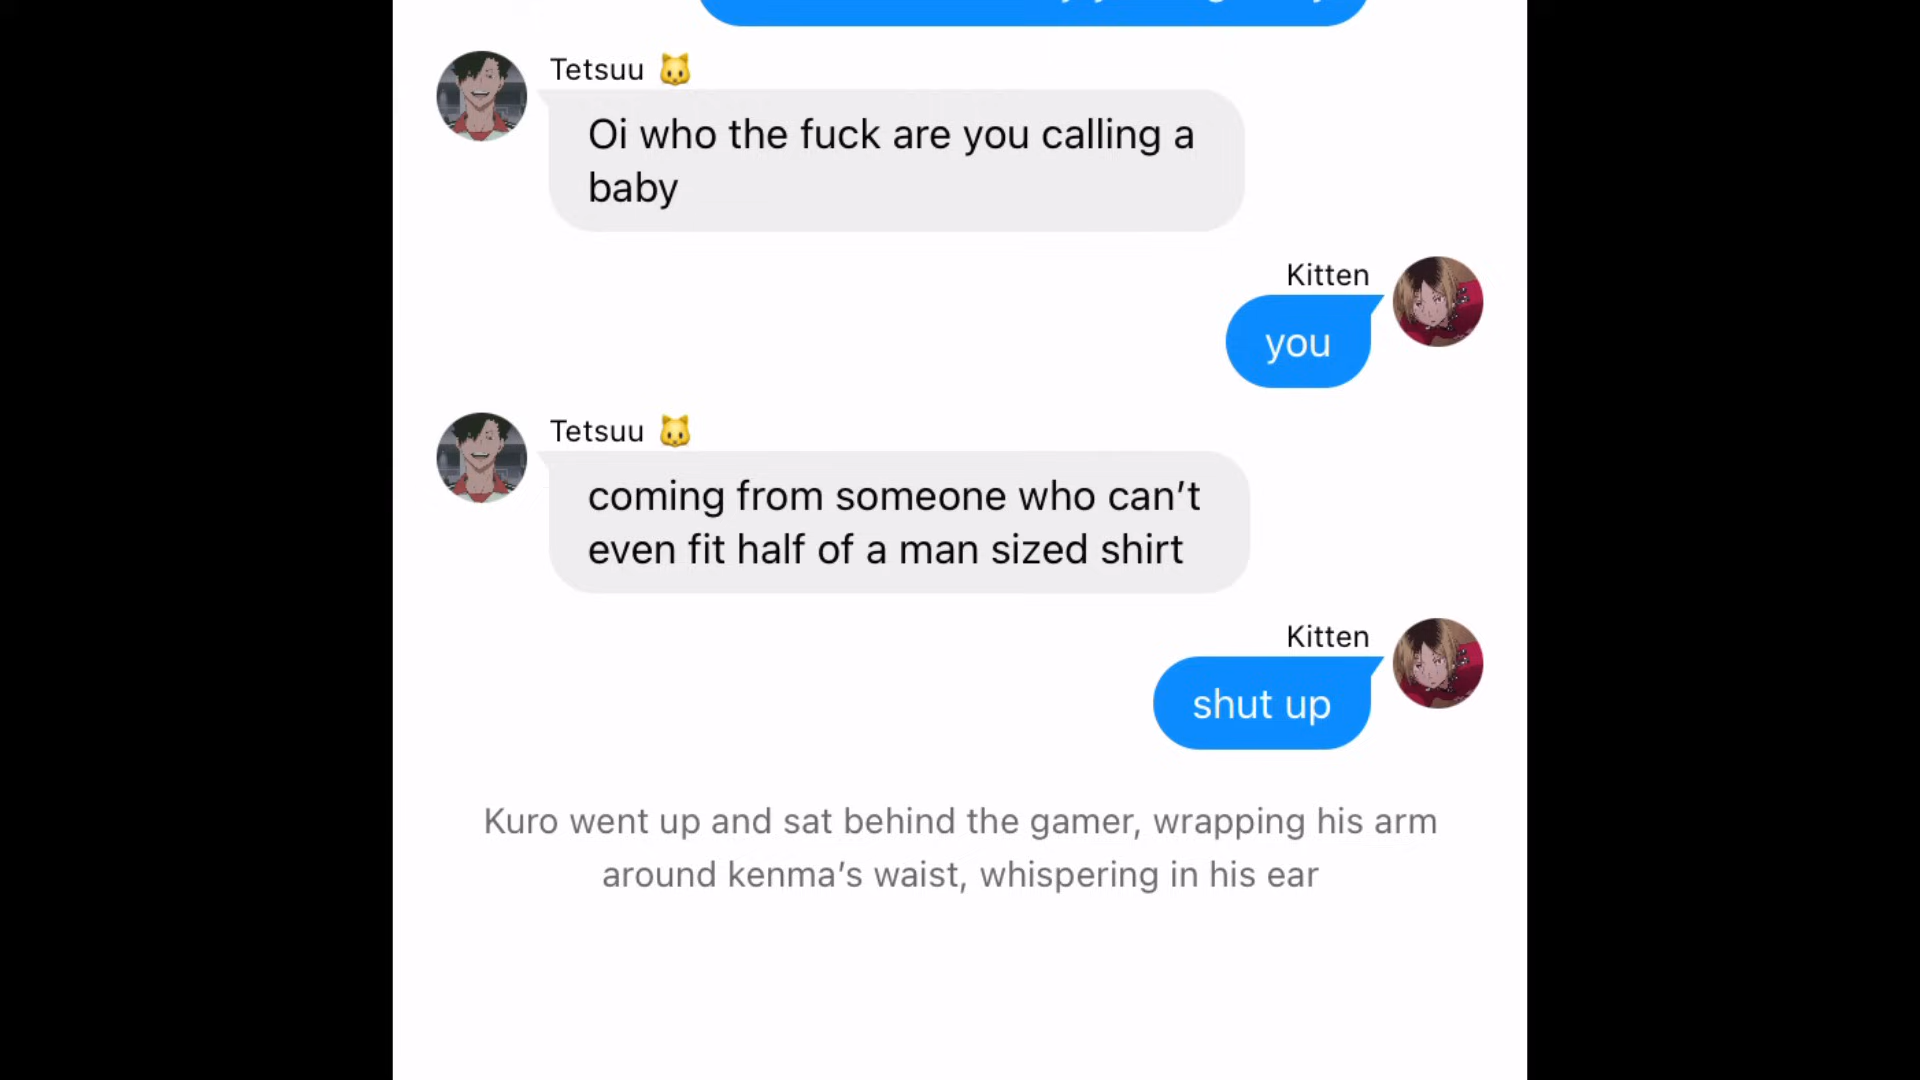 Tetsuu 🐱
Oi who the fuck are you calling a
baby
Kitten
you
Tetsuu 🐱
coming from someone who can’t
even fit half of a man sized shirt
Kitten
shut up
Kuro went up and sat behind the gamer, wrapping his arm
around kenma’s waist, whispering in his ear